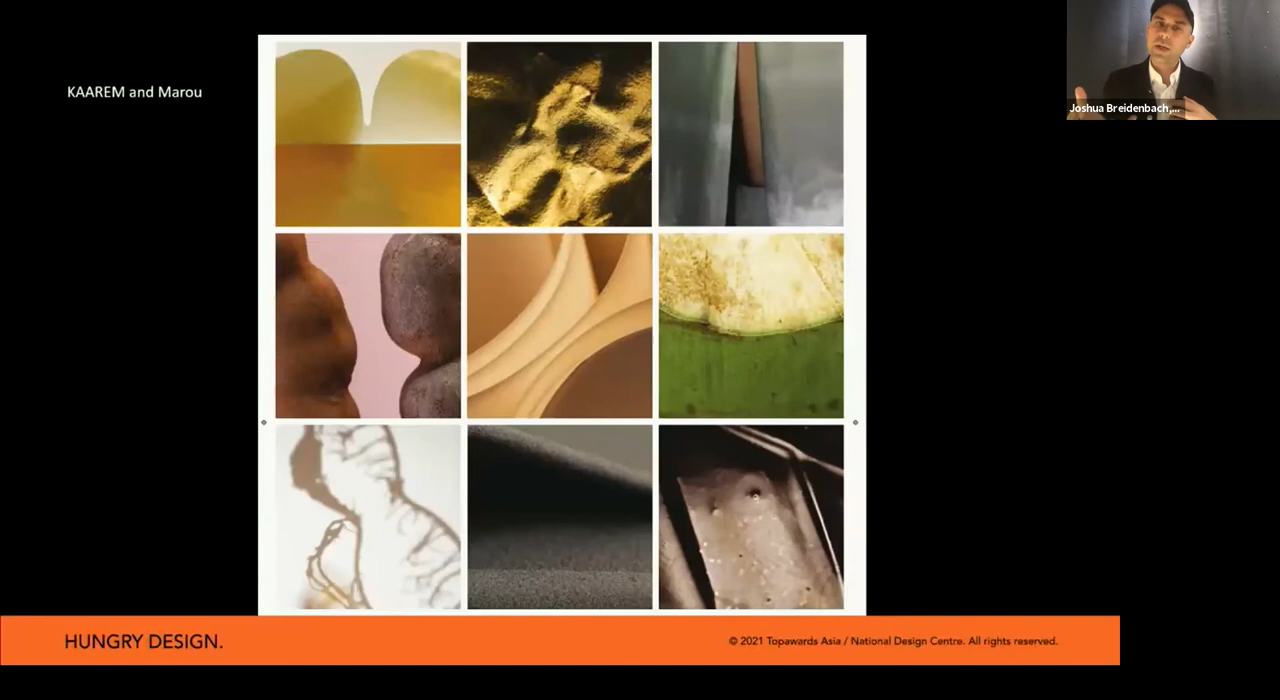 KAAREM and Marou
Joshua Breidenbach,...
HUNGRY DESIGN.
© 2021 Topawards Asia / National Design Centre. All rights reserved.